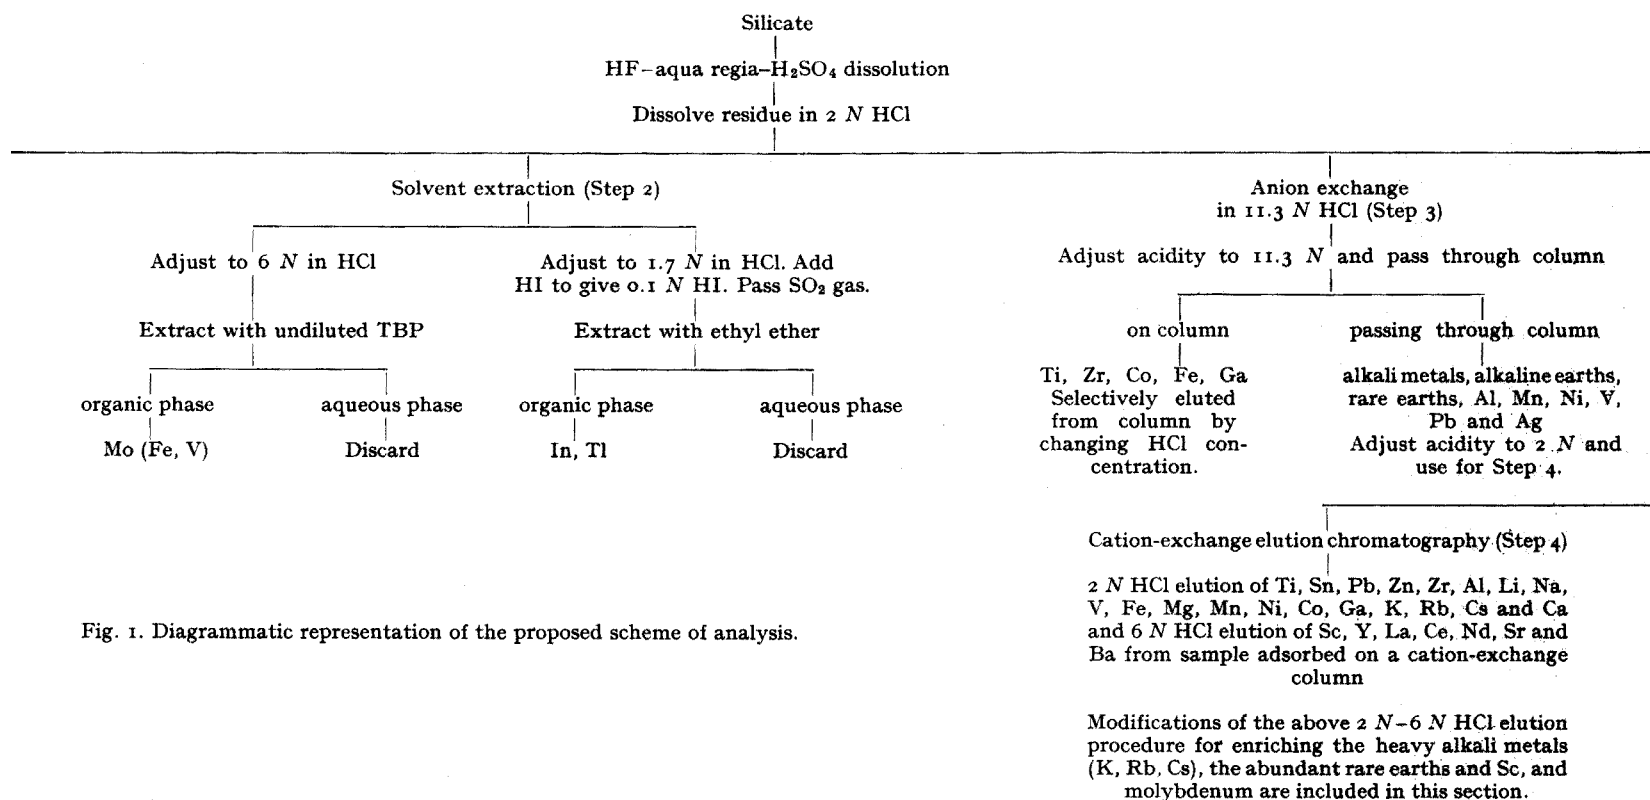 Silicate
HF–aqua regia–H₂SO₄ dissolution
Dissolve residue in 2 N HCl
Solvent extraction (Step 2)
Adjust to 6 N in HCl
Adjust to 1.7 N in HCl. Add
HI to give 0.1 N HI. Pass SO₂ gas.
Extract with undiluted TBP
Extract with ethyl ether
organic phase
aqueous phase
organic phase
aqueous phase
Mo (Fe, V)
Discard
In, Tl
Discard
Anion exchange
in 11.3 N HCl (Step 3)
Adjust acidity to 11.3 N and pass through column
on column
passing through column
Ti, Zr, Co, Fe, Ga
Selectively eluted
from column by
changing HCl con-
centration.
alkali metals, alkaline earths,
rare earths, Al, Mn, Ni, V,
Pb and Ag
Adjust acidity to 2 N and
use for Step 4.
Cation-exchange elution chromatography (Step 4)
2 N HCl elution of Ti, Sn, Pb, Zn, Zr, Al, Li, Na,
V, Fe, Mg, Mn, Ni, Co, Ga, K, Rb, Cs and Ca
and 6 N HCl elution of Sc, Y, La, Ce, Nd, Sr and
Ba from sample adsorbed on a cation-exchange
column
Modifications of the above 2 N–6 N HCl elution
procedure for enriching the heavy alkali metals
(K, Rb, Cs), the abundant rare earths and Sc, and
molybdenum are included in this section.
Fig. 1. Diagrammatic representation of the proposed scheme of analysis.